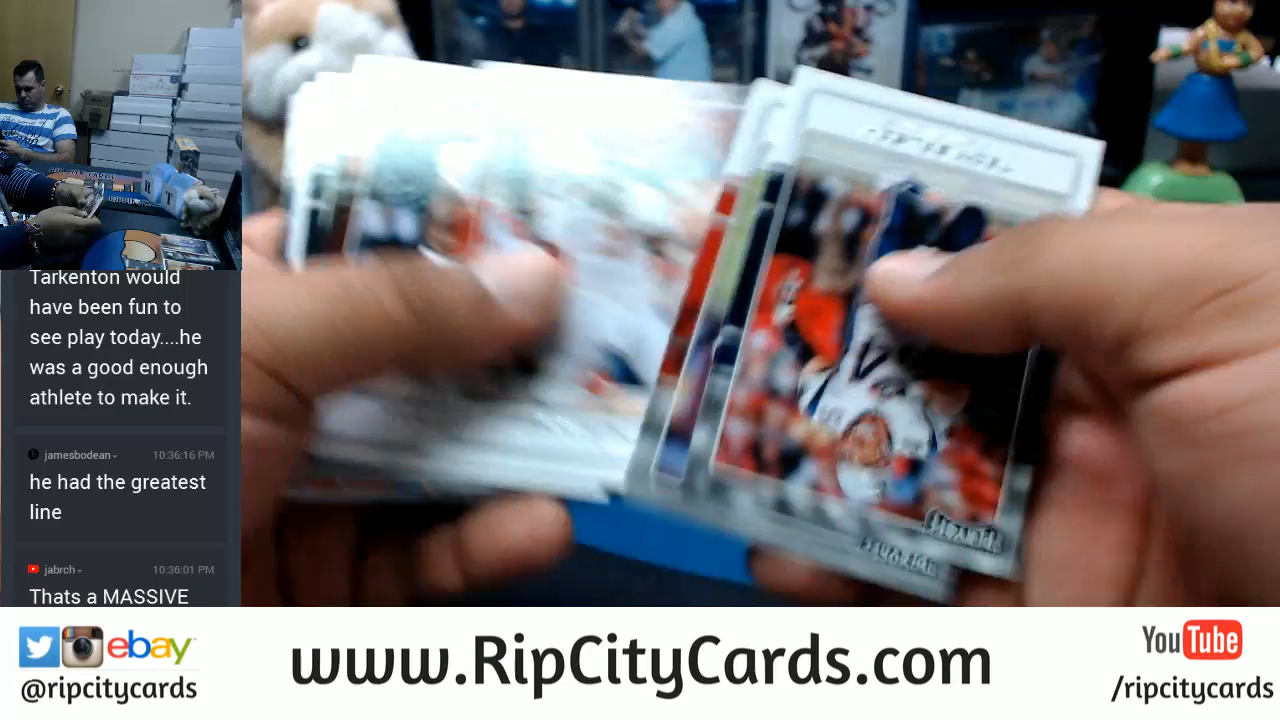 Tarkenton would
have been fun to
see play today....he
was a good enough
athlete to make it.
jamesbodean 10:36:16 PM
he had the greatest
line
jabrch 10:36:01 PM
Thats a MASSIVE
ebay
@ripcitycards
www.RipCityCards.com
YouTube
/ripcitycards